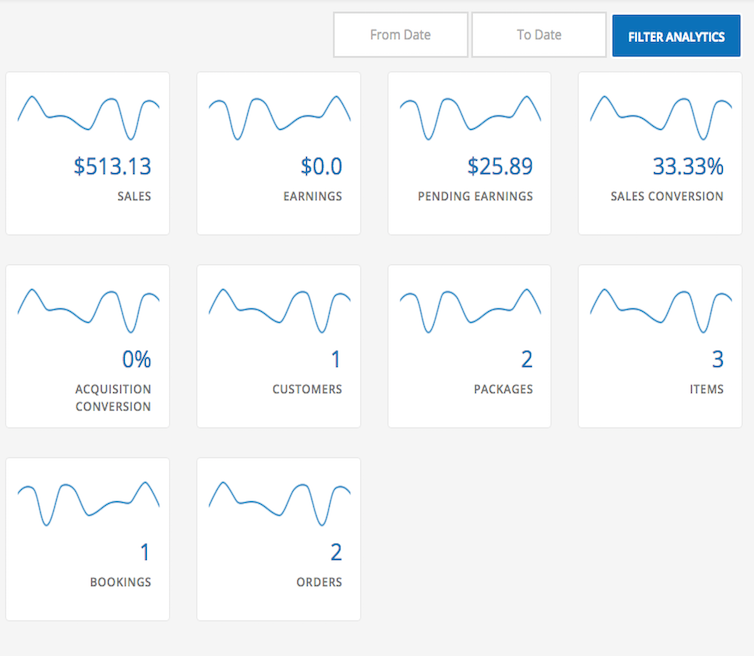 From Date
To Date
FILTER ANALYTICS
$513.13
SALES
$0.0
EARNINGS
$25.89
PENDING EARNINGS
33.33%
SALES CONVERSION
0%
ACQUISITION
CONVERSION
1
CUSTOMERS
2
PACKAGES
3
ITEMS
1
BOOKINGS
2
ORDERS